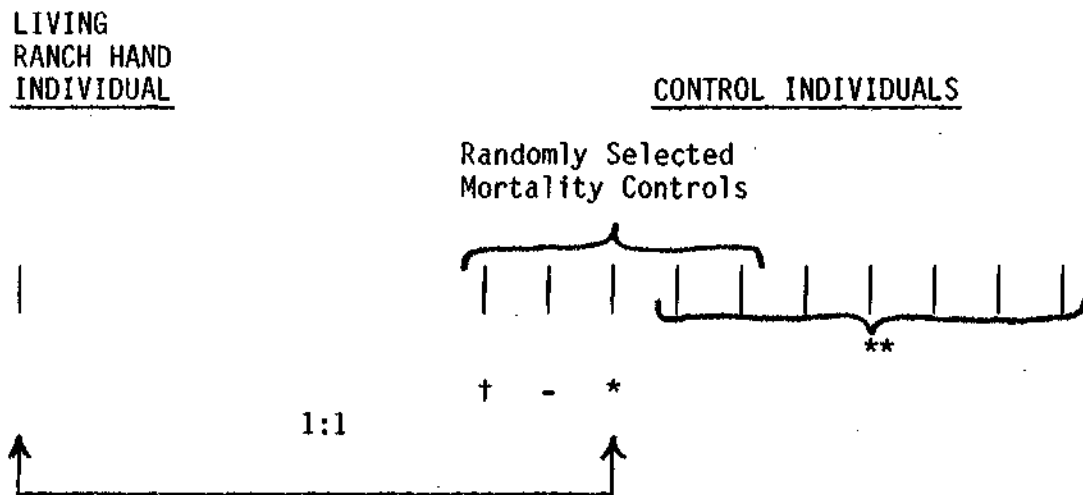 LIVING
RANCH HAND
INDIVIDUAL
CONTROL INDIVIDUALS
Randomly Selected
Mortality Controls
**
† - *
1:1